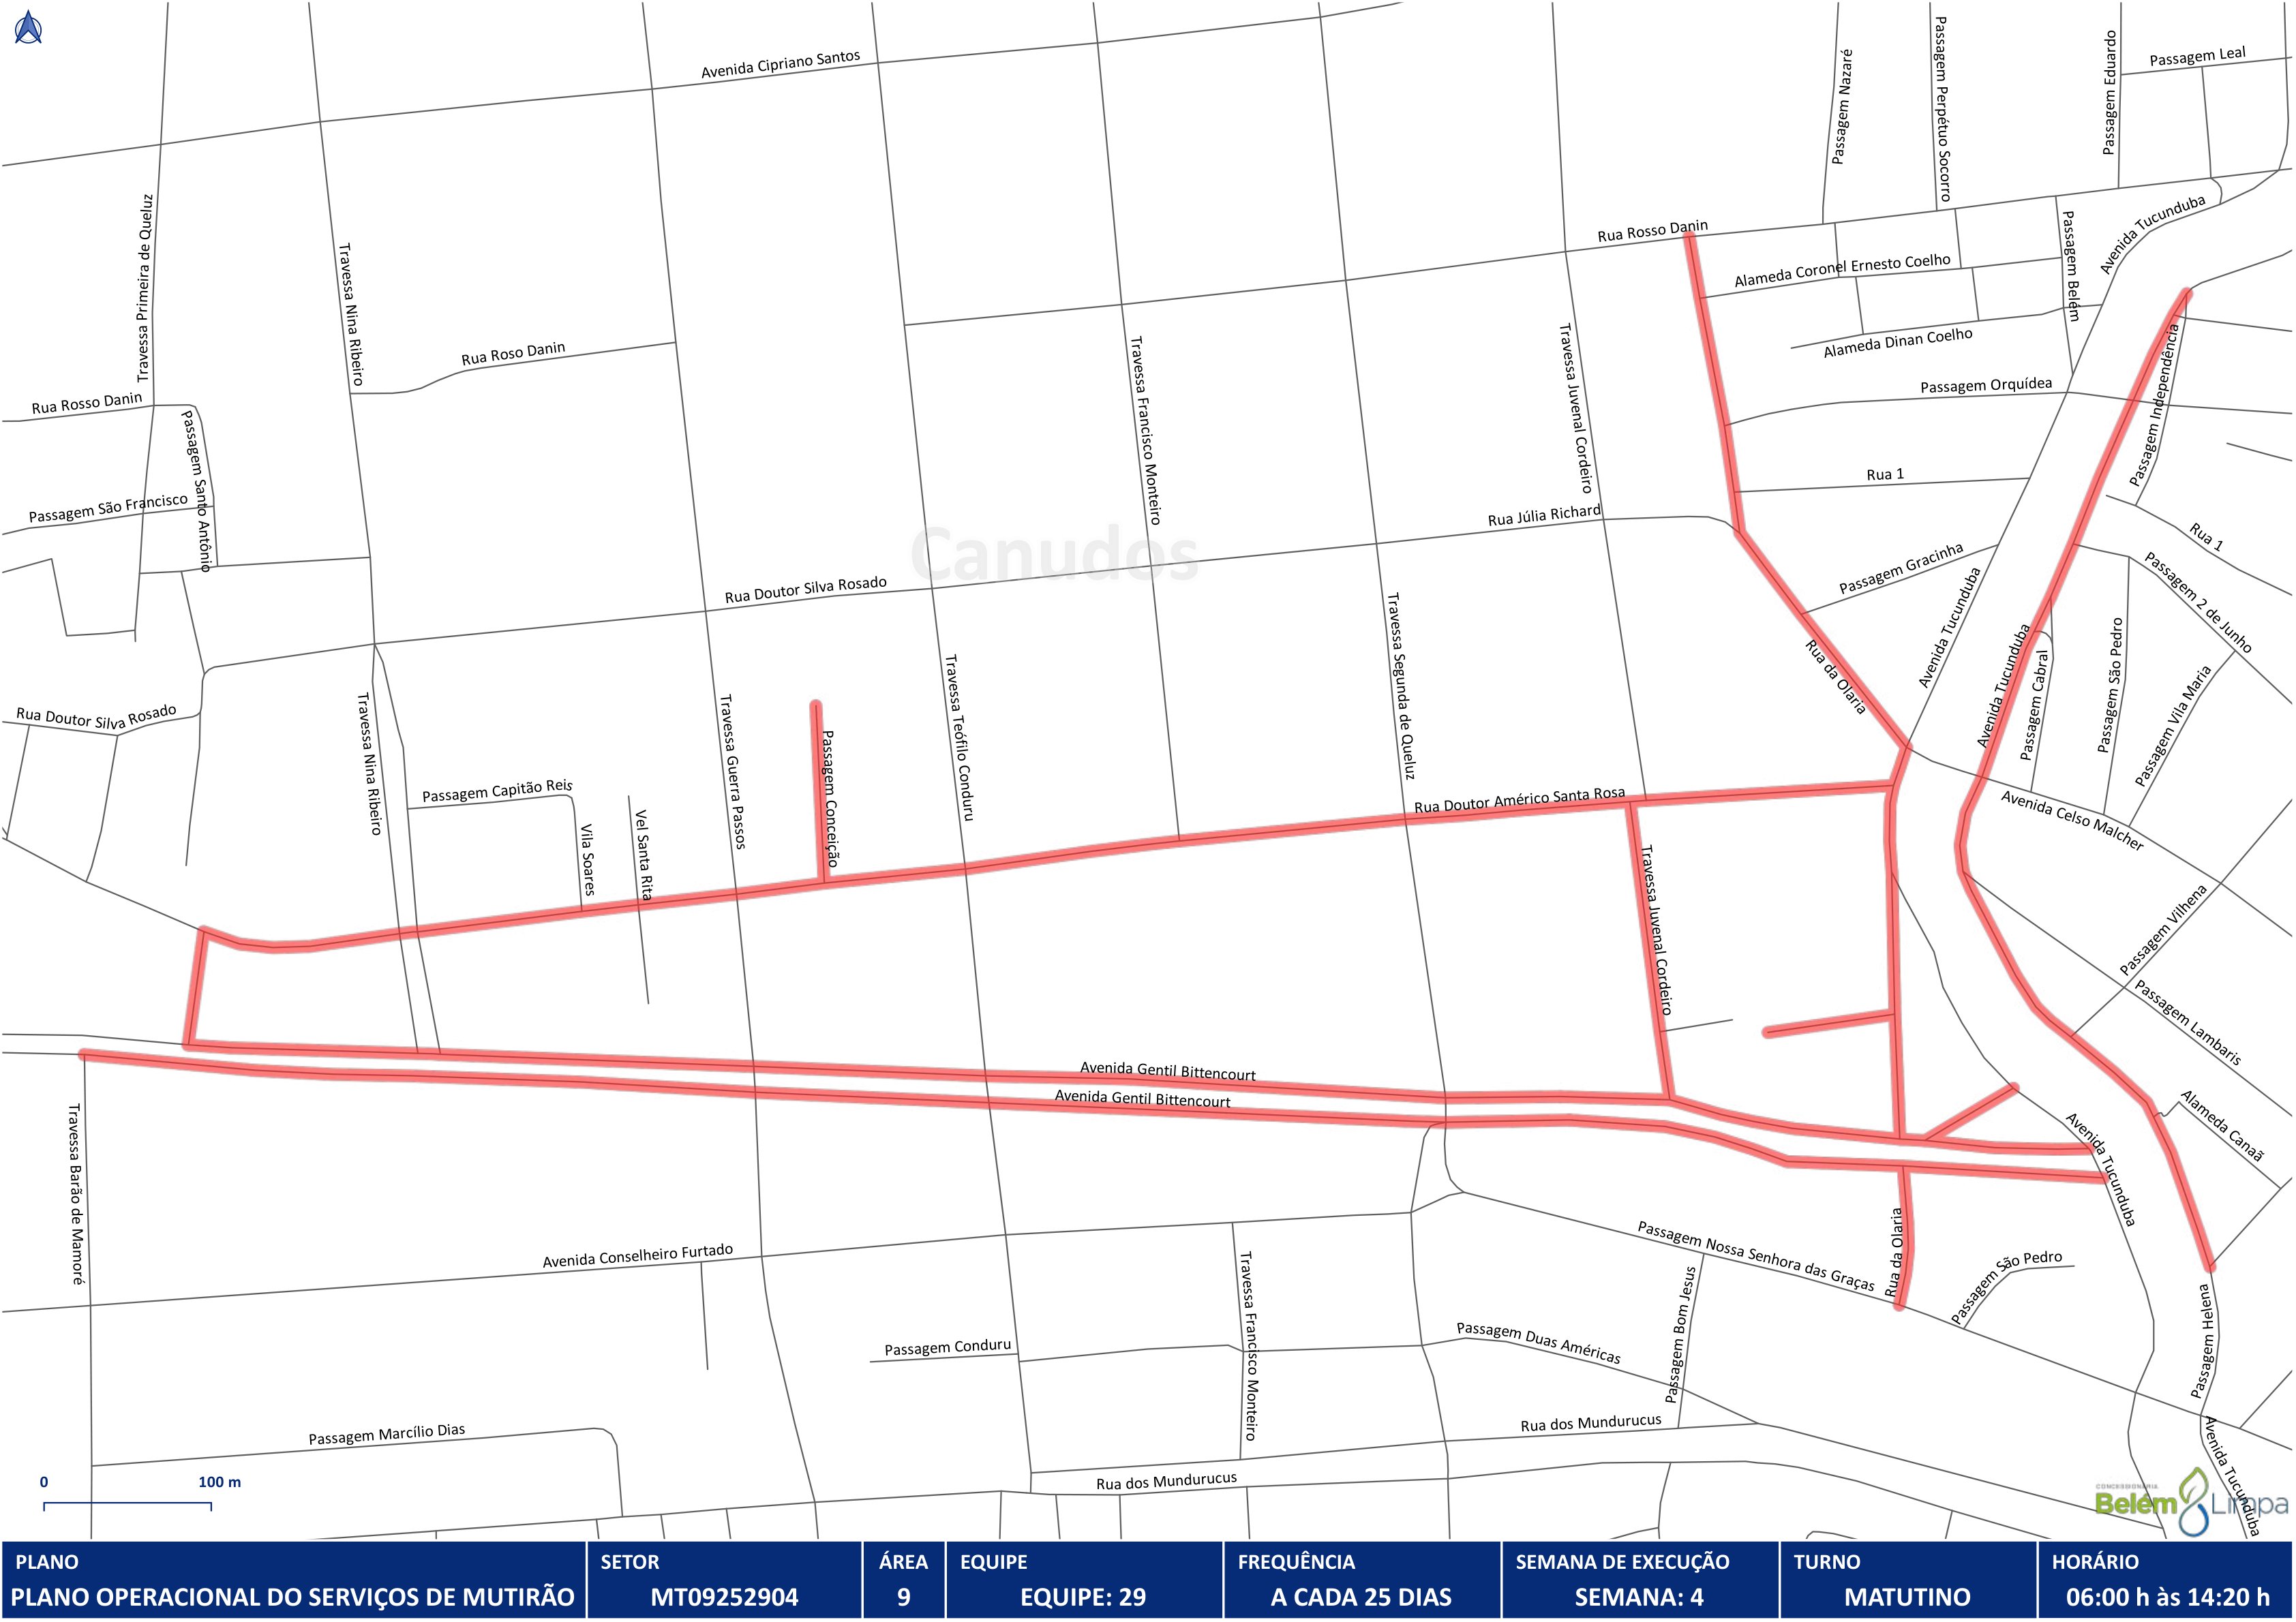 Avenida Cipriano Santos
Passagem Nazaré
Passagem Perpétuo Socorro
Passagem Eduardo
Passagem Leal
Travessa Primeira de Queluz
Travessa Nina Ribeiro
Rua Rosso Danin
Avenida Tucunduba
Passagem Belém
Alameda Coronel Ernesto Coelho
Alameda Dinan Coelho
Rua Roso Danin
Travessa Francisco Monteiro
Travessa Juvenal Cordeiro
Passagem Independência
Passagem Orquídea
Rua Rosso Danin
Passagem Santo Antônio
Passagem São Francisco
Rua 1
Rua Júlia Richard
Canudos
Rua 1
Passagem Gracinha
Passagem 2 de Junho
Rua Doutor Silva Rosado
Avenida Tucunduba
Avenida Tucunduba
Passagem Cabral
Passagem São Pedro
Passagem Vila Maria
Rua da Olaria
Travessa Segunda de Queluz
Travessa Teófilo Conduru
Travessa Guerra Passos
Passagem Conceição
Travessa Nina Ribeiro
Rua Doutor Silva Rosado
Passagem Capitão Reis
Vila Soares
Vel Santa Rita
Rua Doutor Américo Santa Rosa
Avenida Celso Malcher
Travessa Juvenal Cordeiro
Passagem Vilhena
Passagem Lambaris
Avenida Gentil Bittencourt
Avenida Gentil Bittencourt
Alameda Canaã
Avenida Tucunduba
Travessa Barão de Mamoré
Avenida Conselheiro Furtado
Passagem Nossa Senhora das Graças
Rua da Olaria
Passagem São Pedro
Travessa Francisco Monteiro
Passagem Bom Jesus
Passagem Helena
Passagem Conduru
Passagem Duas Américas
Passagem Marcílio Dias
Rua dos Mundurucus
Rua dos Mundurucus
Avenida Tucunduba
0 100 m
CONCESSIONÁRIA
Belém Limpa
PLANO
PLANO OPERACIONAL DO SERVIÇOS DE MUTIRÃO
SETOR
MT09252904
ÁREA
9
EQUIPE
EQUIPE: 29
FREQUÊNCIA
A CADA 25 DIAS
SEMANA DE EXECUÇÃO
SEMANA: 4
TURNO
MATUTINO
HORÁRIO
06:00 h às 14:20 h